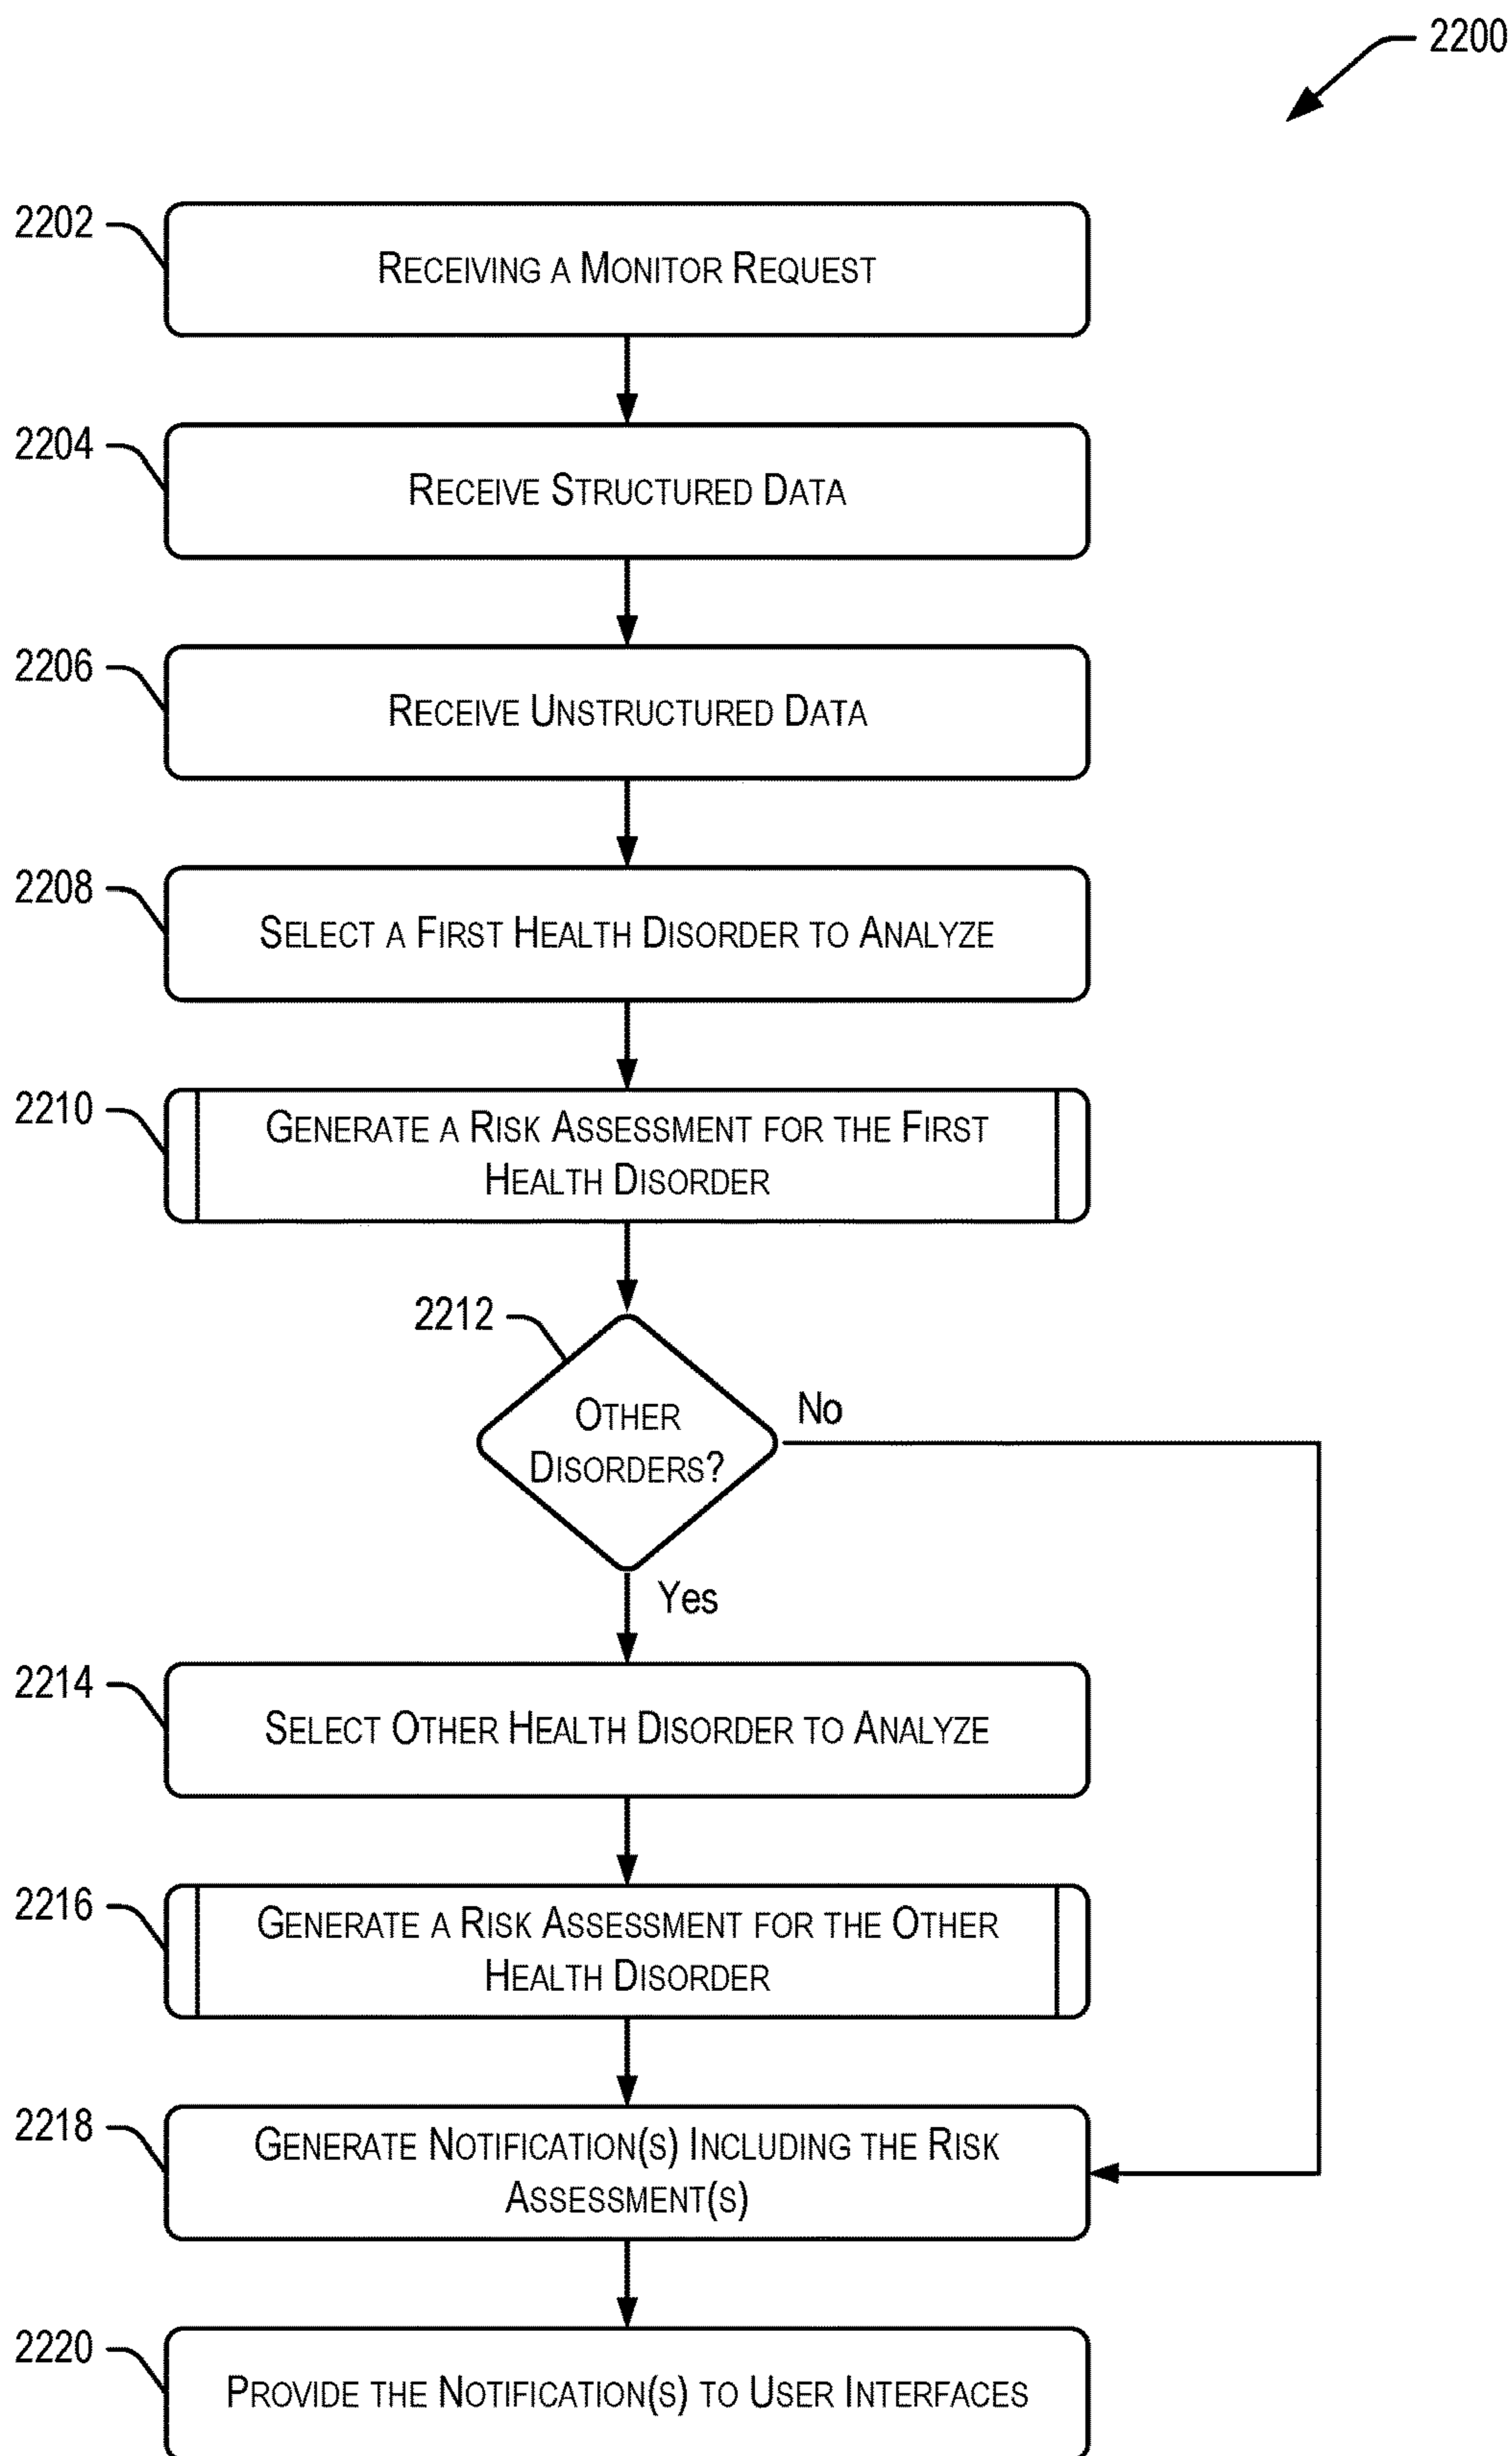 2200
2202
RECEIVING A MONITOR REQUEST
2204
RECEIVE STRUCTURED DATA
2206
RECEIVE UNSTRUCTURED DATA
2208
SELECT A FIRST HEALTH DISORDER TO ANALYZE
2210
GENERATE A RISK ASSESSMENT FOR THE FIRST
HEALTH DISORDER
2212
OTHER
DISORDERS?
No
Yes
2214
SELECT OTHER HEALTH DISORDER TO ANALYZE
2216
GENERATE A RISK ASSESSMENT FOR THE OTHER
HEALTH DISORDER
2218
GENERATE NOTIFICATION(S) INCLUDING THE RISK
ASSESSMENT(S)
2220
PROVIDE THE NOTIFICATION(S) TO USER INTERFACES